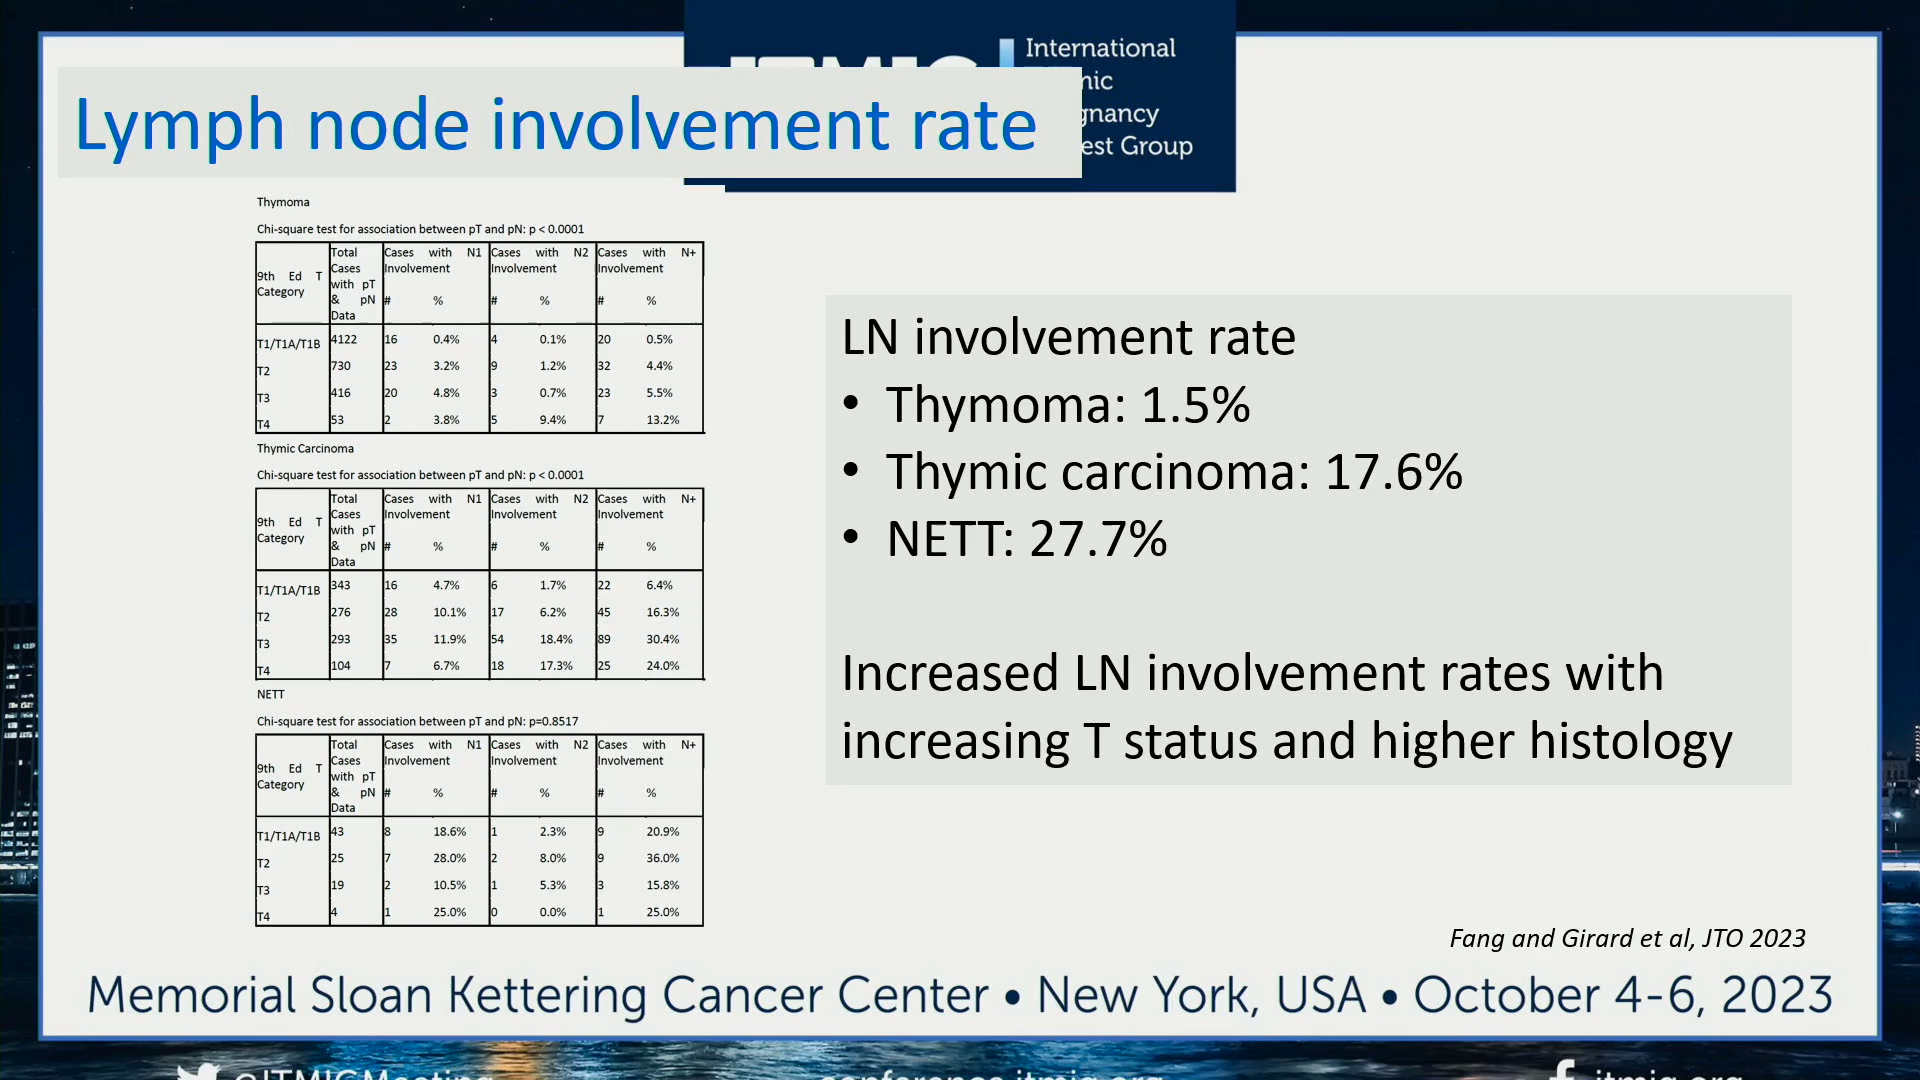 International
nic
gnancy
est Group
Lymph node involvement rate
Thymoma
Chi-square test for association between pT and pN: p < 0.0001
9th Ed T Category | Total Cases with pT & pN Data | Cases with N1 Involvement # % | Cases with N2 Involvement # % | Cases with N+ Involvement # %
T1/T1A/T1B 4122 16 0.4% 4 0.1% 20 0.5%
T2 730 23 3.2% 9 1.2% 32 4.4%
T3 416 20 4.8% 3 0.7% 23 5.5%
T4 53 2 3.8% 5 9.4% 7 13.2%
Thymic Carcinoma
Chi-square test for association between pT and pN: p < 0.0001
9th Ed T Category | Total Cases with pT & pN Data | Cases with N1 Involvement # % | Cases with N2 Involvement # % | Cases with N+ Involvement # %
T1/T1A/T1B 343 16 4.7% 6 1.7% 22 6.4%
T2 276 28 10.1% 17 6.2% 45 16.3%
T3 293 35 11.9% 54 18.4% 89 30.4%
T4 104 7 6.7% 18 17.3% 25 24.0%
NETT
Chi-square test for association between pT and pN: p=0.8517
9th Ed T Category | Total Cases with pT & pN Data | Cases with N1 Involvement # % | Cases with N2 Involvement # % | Cases with N+ Involvement # %
T1/T1A/T1B 43 8 18.6% 1 2.3% 9 20.9%
T2 25 7 28.0% 2 8.0% 9 36.0%
T3 19 2 10.5% 1 5.3% 3 15.8%
T4 4 1 25.0% 0 0.0% 1 25.0%
LN involvement rate
• Thymoma: 1.5%
• Thymic carcinoma: 17.6%
• NETT: 27.7%
Increased LN involvement rates with
increasing T status and higher histology
Fang and Girard et al, JTO 2023
Memorial Sloan Kettering Cancer Center • New York, USA • October 4-6, 2023
@ITMIGMeeting
conference.itmig.org
itmig.org